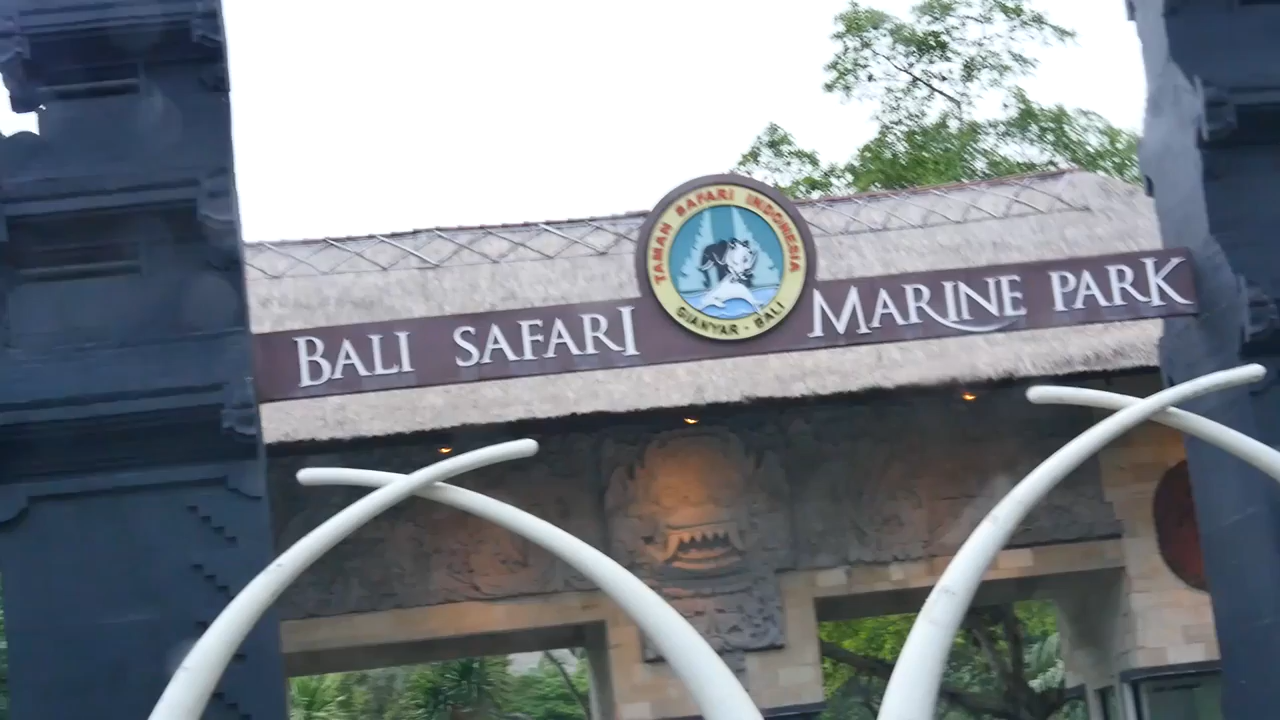 TAMAN SAFARI INDONESIA
GIANYAR - BALI
BALI SAFARI MARINE PARK